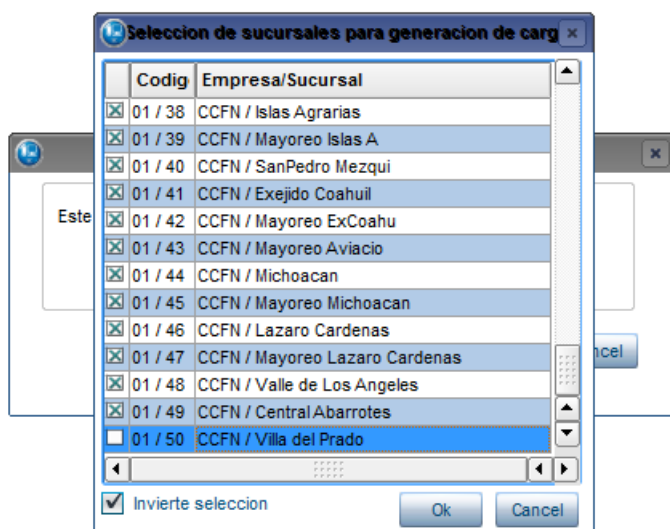 Seleccion de sucursales para generacion de carg
Codig Empresa/Sucursal
01 / 38 CCFN / Islas Agrarias
01 / 39 CCFN / Mayoreo Islas A
01 / 40 CCFN / SanPedro Mezqui
01 / 41 CCFN / Exejido Coahuil
01 / 42 CCFN / Mayoreo ExCoahu
01 / 43 CCFN / Mayoreo Aviacio
01 / 44 CCFN / Michoacan
01 / 45 CCFN / Mayoreo Michoacan
01 / 46 CCFN / Lazaro Cardenas
01 / 47 CCFN / Mayoreo Lazaro Cardenas
01 / 48 CCFN / Valle de Los Angeles
01 / 49 CCFN / Central Abarrotes
01 / 50 CCFN / Villa del Prado
Invierte seleccion
Ok Cancel
Este
ncel